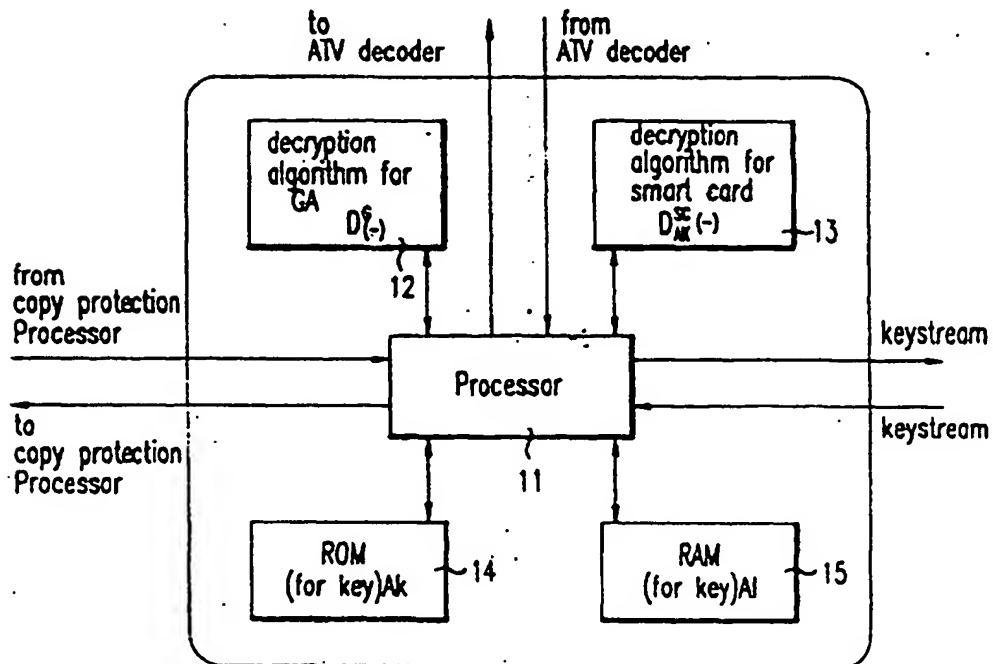 to
ATV decoder
from
ATV decoder
decryption
algorithm for
GA
D^G_(-)
12
decryption
algorithm for
smart card
D^SC_AK (-)
13
from
copy protection
Processor
keystream
Processor
11
to
copy protection
Processor
keystream
ROM
(for key)Ak
14
RAM
(for key)Al
15